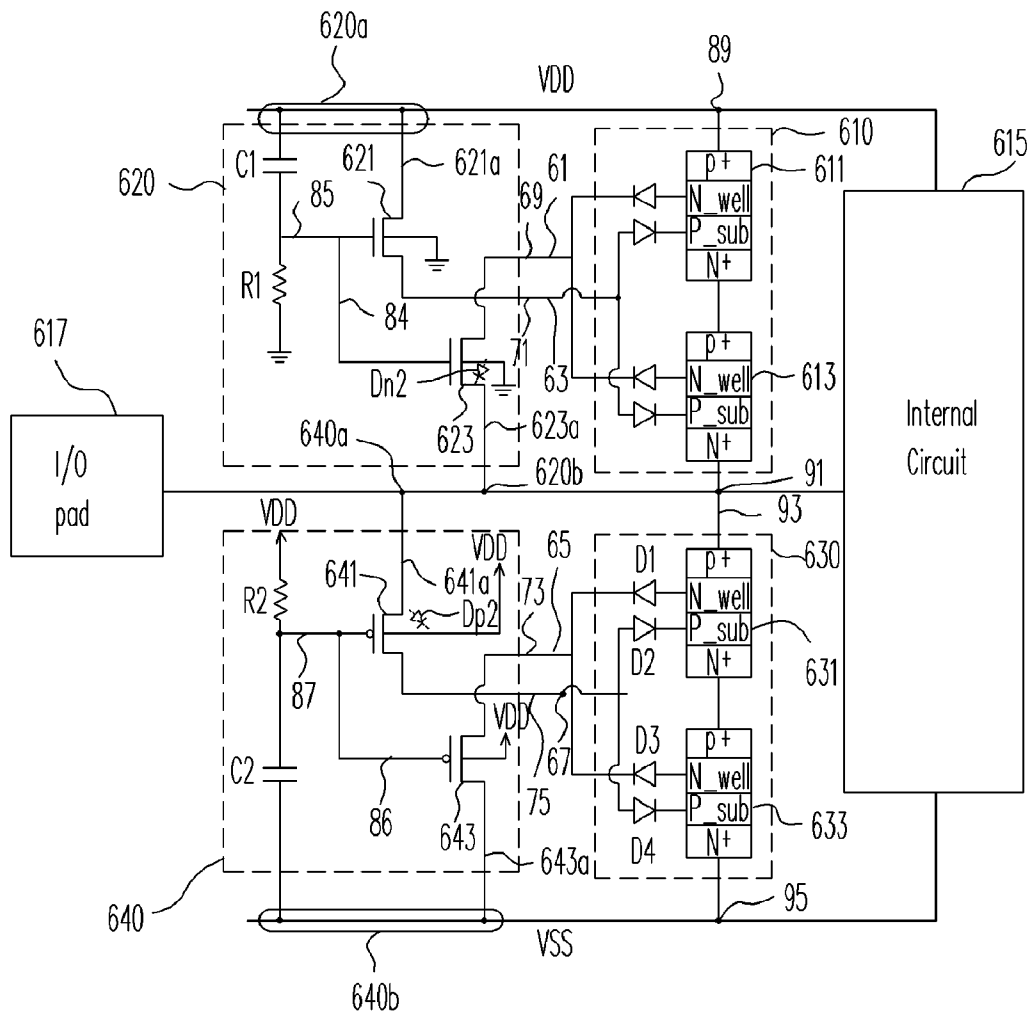 620a
VDD
89
610
611
615
C1
621
621a
61
69
620
85
p+
N_well
P_sub
N+
R1
84
71
63
617
Dn2
623
623a
p+
N_well
P_sub
N+
613
I/O
pad
Internal
Circuit
640a
620b
91
93
VDD
VDD
65
630
R2
641
641a
Dp2
73
D1
p+
N_well
P_sub
N+
87
D2
631
VDD
67
75
D3
C2
86
643
643a
p+
N_well
P_sub
N+
633
D4
640
95
VSS
640b